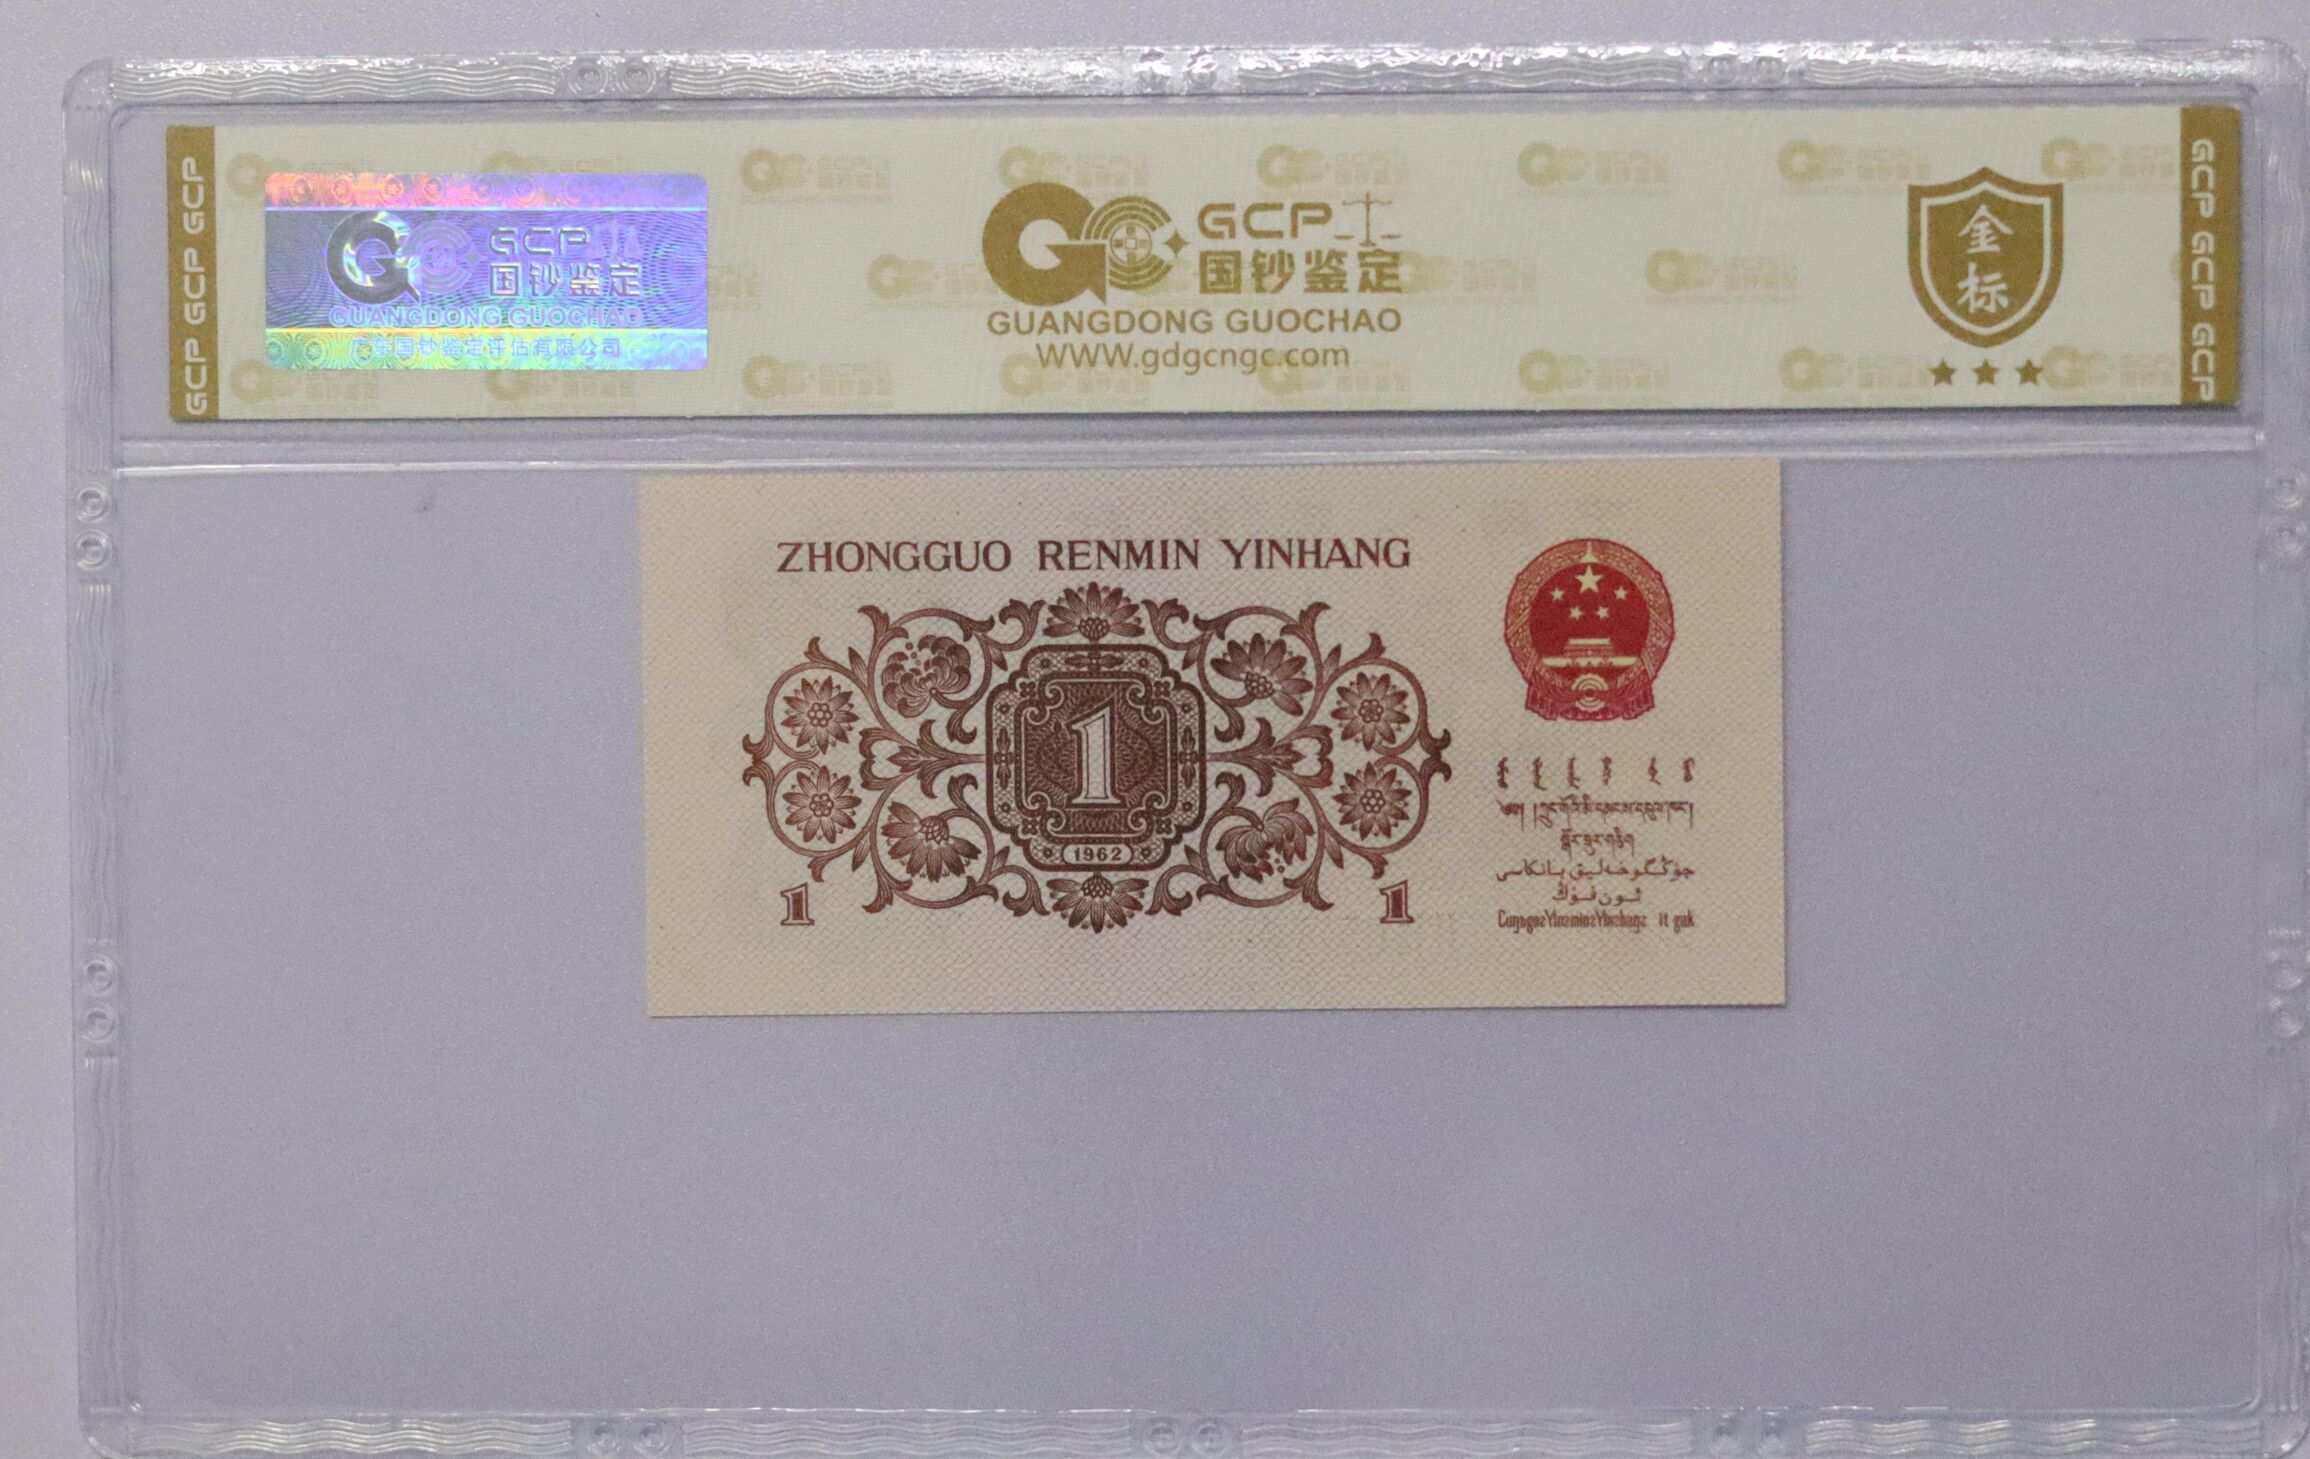 GCP GCP GCP
GCP
国钞鉴定
GUANGDONG GUOCHAO
广东国钞鉴定评估有限公司
GCP
国钞鉴定
GUANGDONG GUOCHAO
WWW.gdgcngc.com
金
标
GCP GCP GCP
ZHONGGUO RENMIN YINHANG
1
1962
1
1